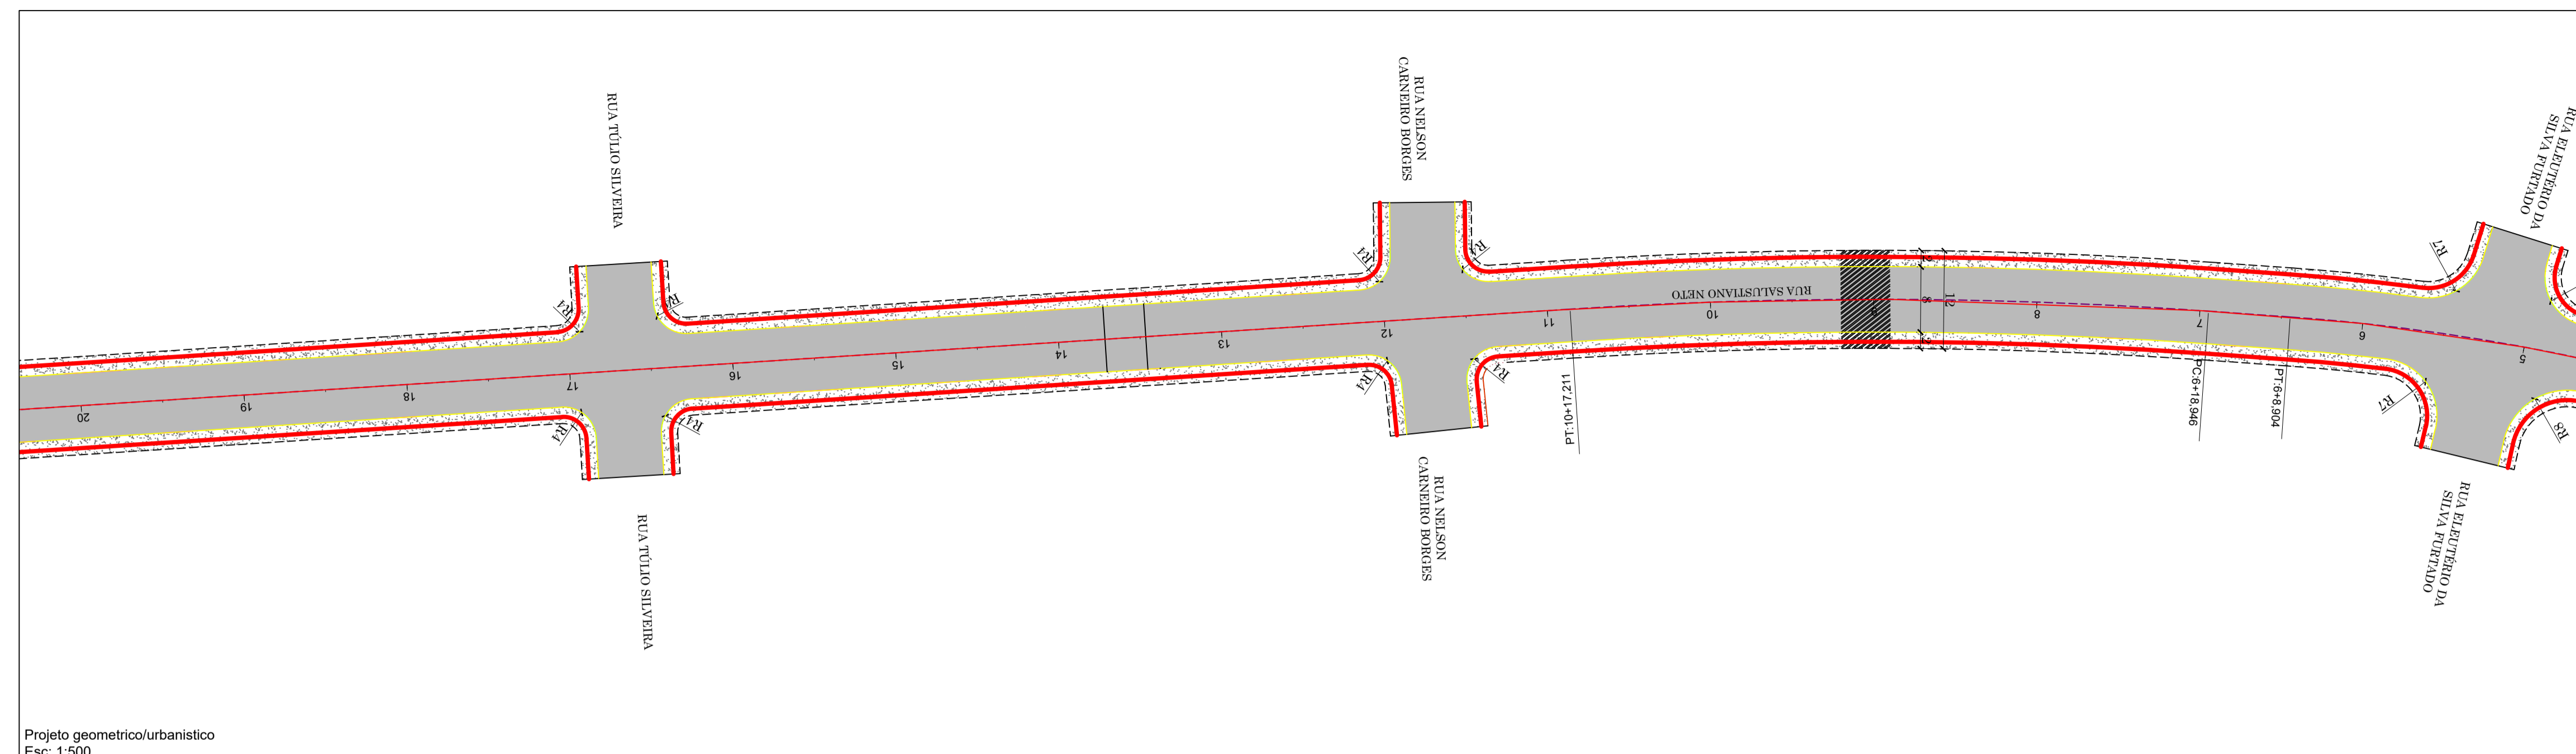 RUA TÚLIO SILVEIRA
RUA NELSON
CARNEIRO BORGES
RUA ELEUTÉRIO DA
SILVA FURTADO
R4
R4
R4
R7
RUA SALUSTIANO NETO
8
12
20
19
18
17
16
15
14
13
12
11
10
9
8
7
6
5
R4
R4
R4
R4
R7
R8
PT:10+17,211
PC:6+18,946
PT:6+8,904
RUA TÚLIO SILVEIRA
RUA NELSON
CARNEIRO BORGES
RUA ELEUTÉRIO DA
SILVA FURTADO
Projeto geometrico/urbanistico
Esc: 1:500